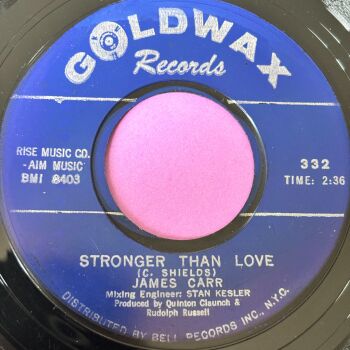 GOLDWAX
Records
RISE MUSIC CO.
-AIM MUSIC
BMI 8403
332
TIME: 2:36
STRONGER THAN LOVE
(C. SHIELDS)
JAMES CARR
Mixing Engineer: STAN KESLER
Produced by Quinton Claunch &
Rudolph Russell
DISTRIBUTED BY BELL RECORDS INC., N.Y.C.